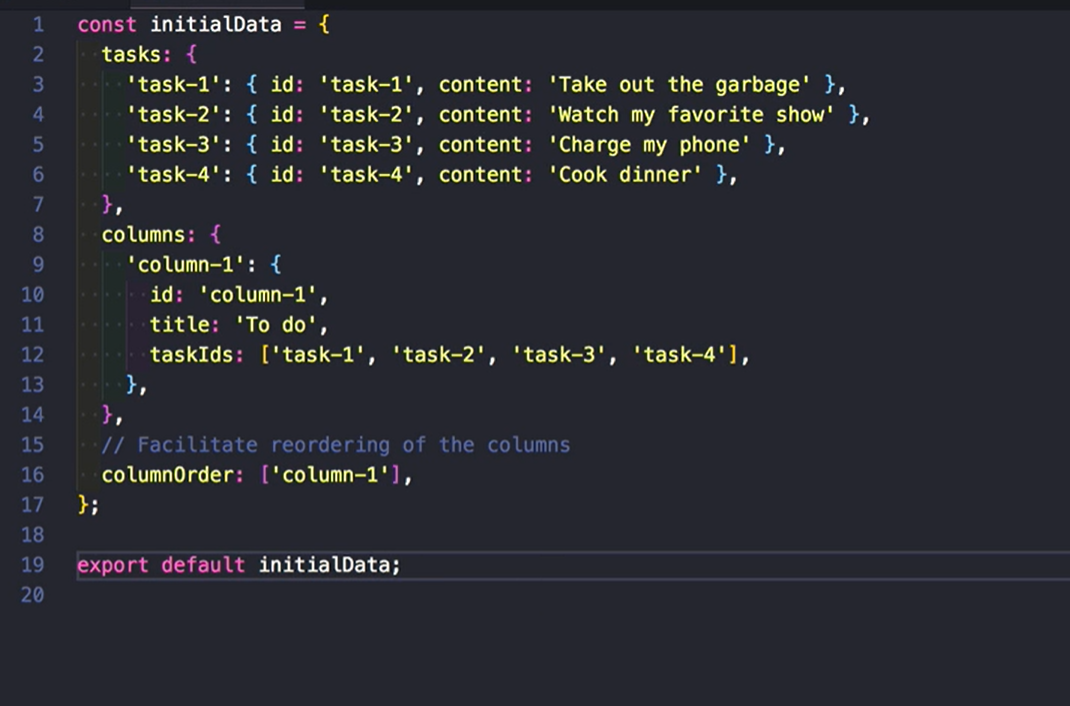 1 const initialData = {
2 tasks: {
3 'task-1': { id: 'task-1', content: 'Take out the garbage' },
4 'task-2': { id: 'task-2', content: 'Watch my favorite show' },
5 'task-3': { id: 'task-3', content: 'Charge my phone' },
6 'task-4': { id: 'task-4', content: 'Cook dinner' },
7 },
8 columns: {
9 'column-1': {
10 id: 'column-1',
11 title: 'To do',
12 taskIds: ['task-1', 'task-2', 'task-3', 'task-4'],
13 },
14 },
15 // Facilitate reordering of the columns
16 columnOrder: ['column-1'],
17 };
18
19 export default initialData;
20